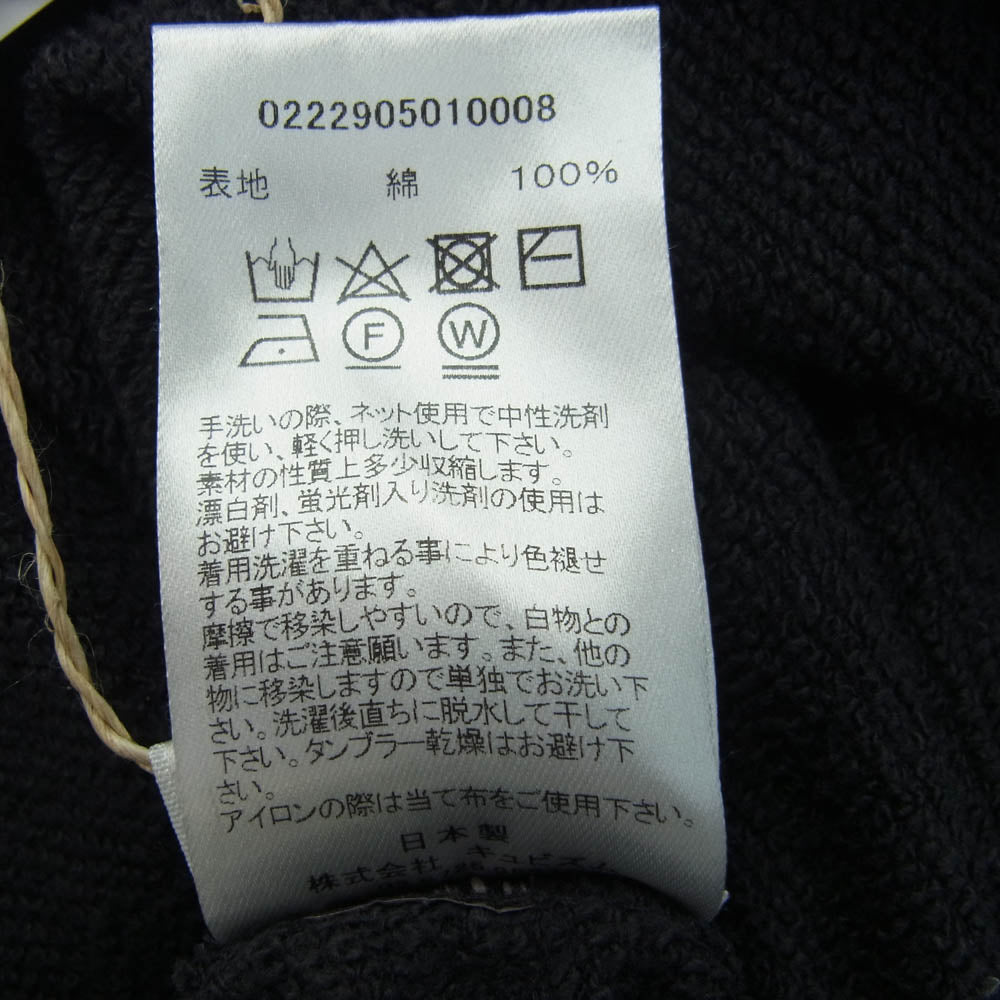 0222905010008
表地 綿 100%
F W
手洗いの際、ネット使用で中性洗剤
を使い、軽く押し洗いして下さい。
素材の性質上多少収縮します。
漂白剤、蛍光剤入り洗剤の使用は
お避け下さい。
着用洗濯を重ねる事により色褪せ
する事があります。
摩擦で移染しやすいので、白物との
着用はご注意願います。また、他の
物に移染しますので単独でお洗い下
さい。洗濯後直ちに脱水して干して
下さい。タンブラー乾燥はお避け下
さい。
アイロンの際は当て布をご使用下さい。
日本製
株式会社 キュビズム